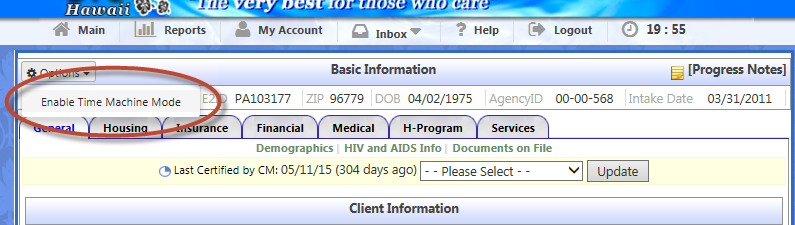 Hawaii The very best for those who care
Main Reports My Account Inbox Help Logout 19 : 55
Options Basic Information [Progress Notes]
Enable Time Machine Mode PA103177 ZIP 96779 DOB 04/02/1975 AgencyID 00-00-568 Intake Date 03/31/2011
General Housing Insurance Financial Medical H-Program Services
Demographics | HIV and AIDS Info | Documents on File
Last Certified by CM: 05/11/15 (304 days ago) - - Please Select - - Update
Client Information